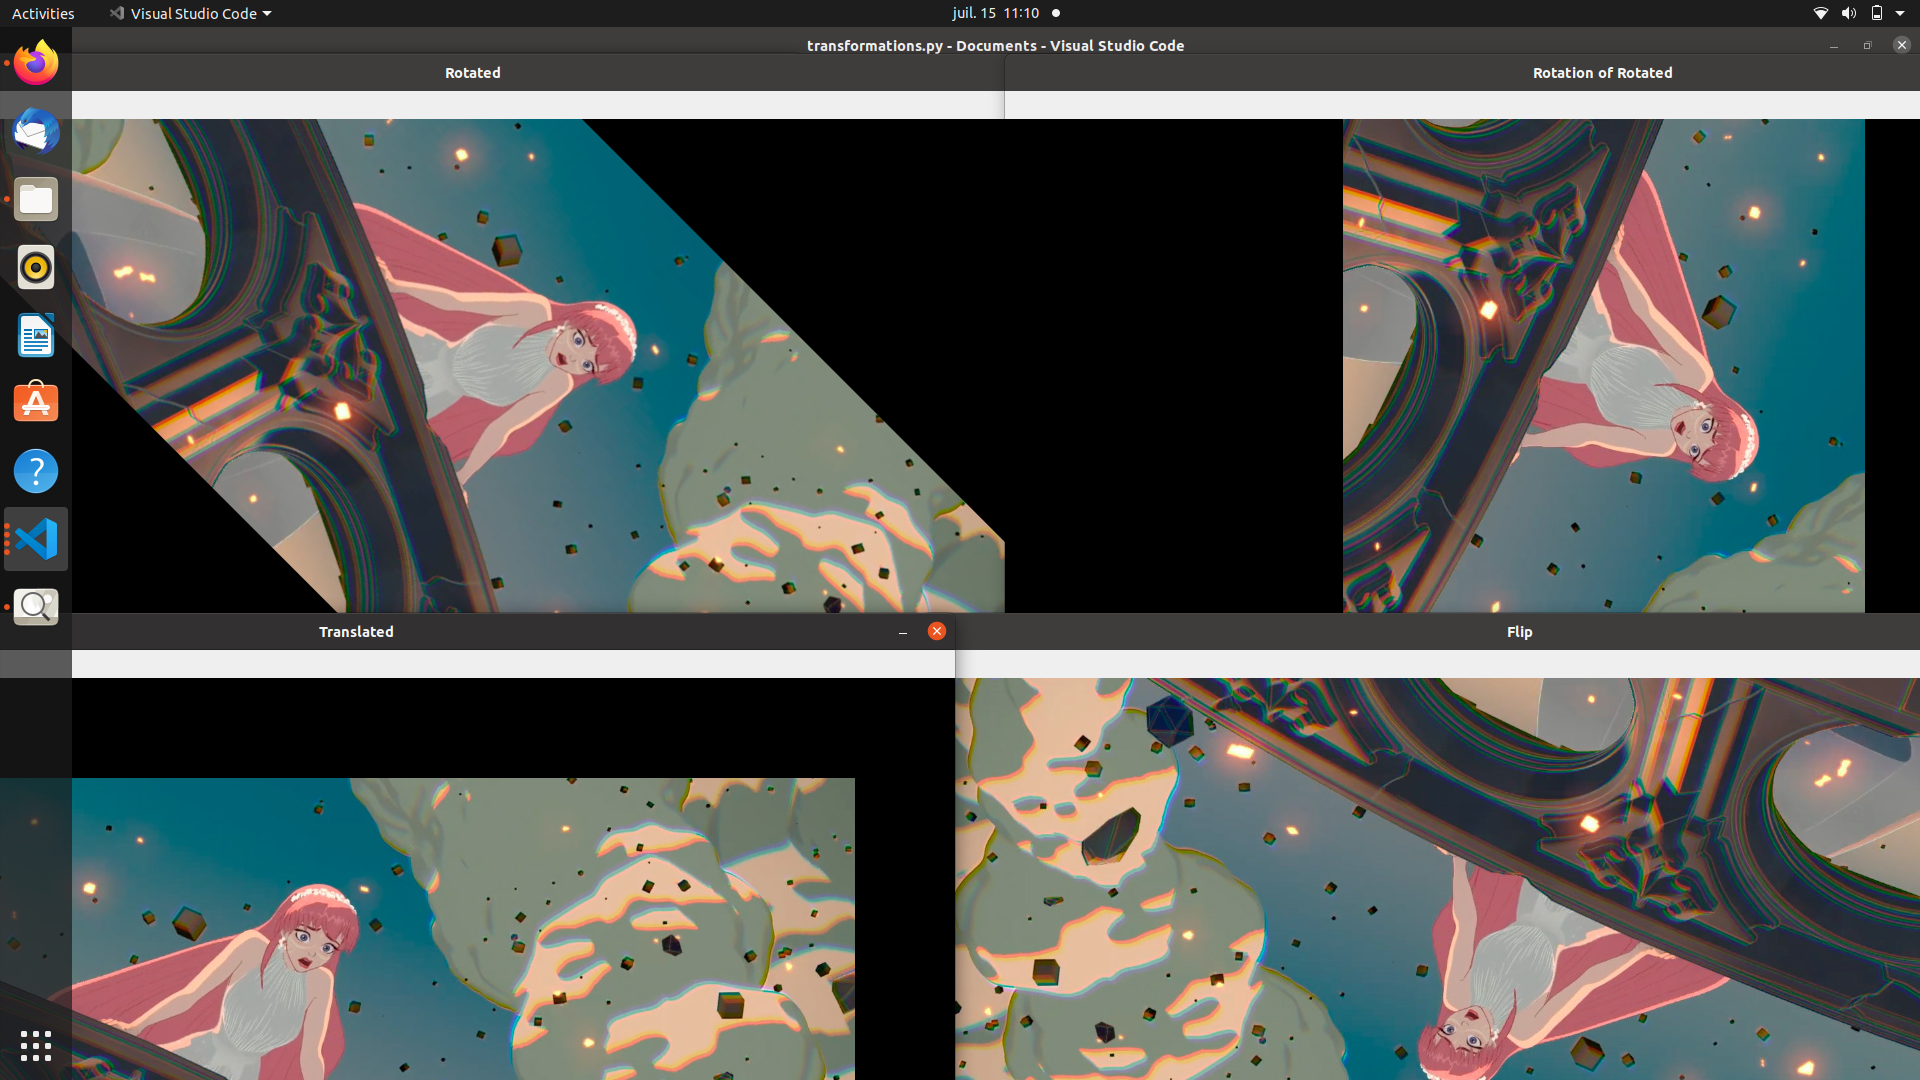 Activities
Visual Studio Code
juil. 15 11:10
transformations.py - Documents - Visual Studio Code
Rotated
Rotation of Rotated
Translated
Flip